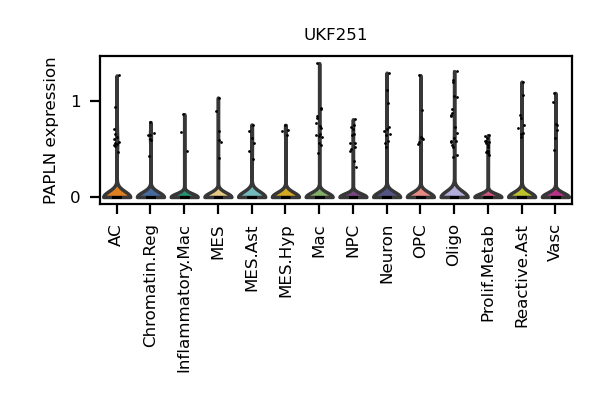 UKF251
PAPLN expression
1
0
AC
Chromatin.Reg
Inflammatory.Mac
MES
MES.Ast
MES.Hyp
Mac
NPC
Neuron
OPC
Oligo
Prolif.Metab
Reactive.Ast
Vasc